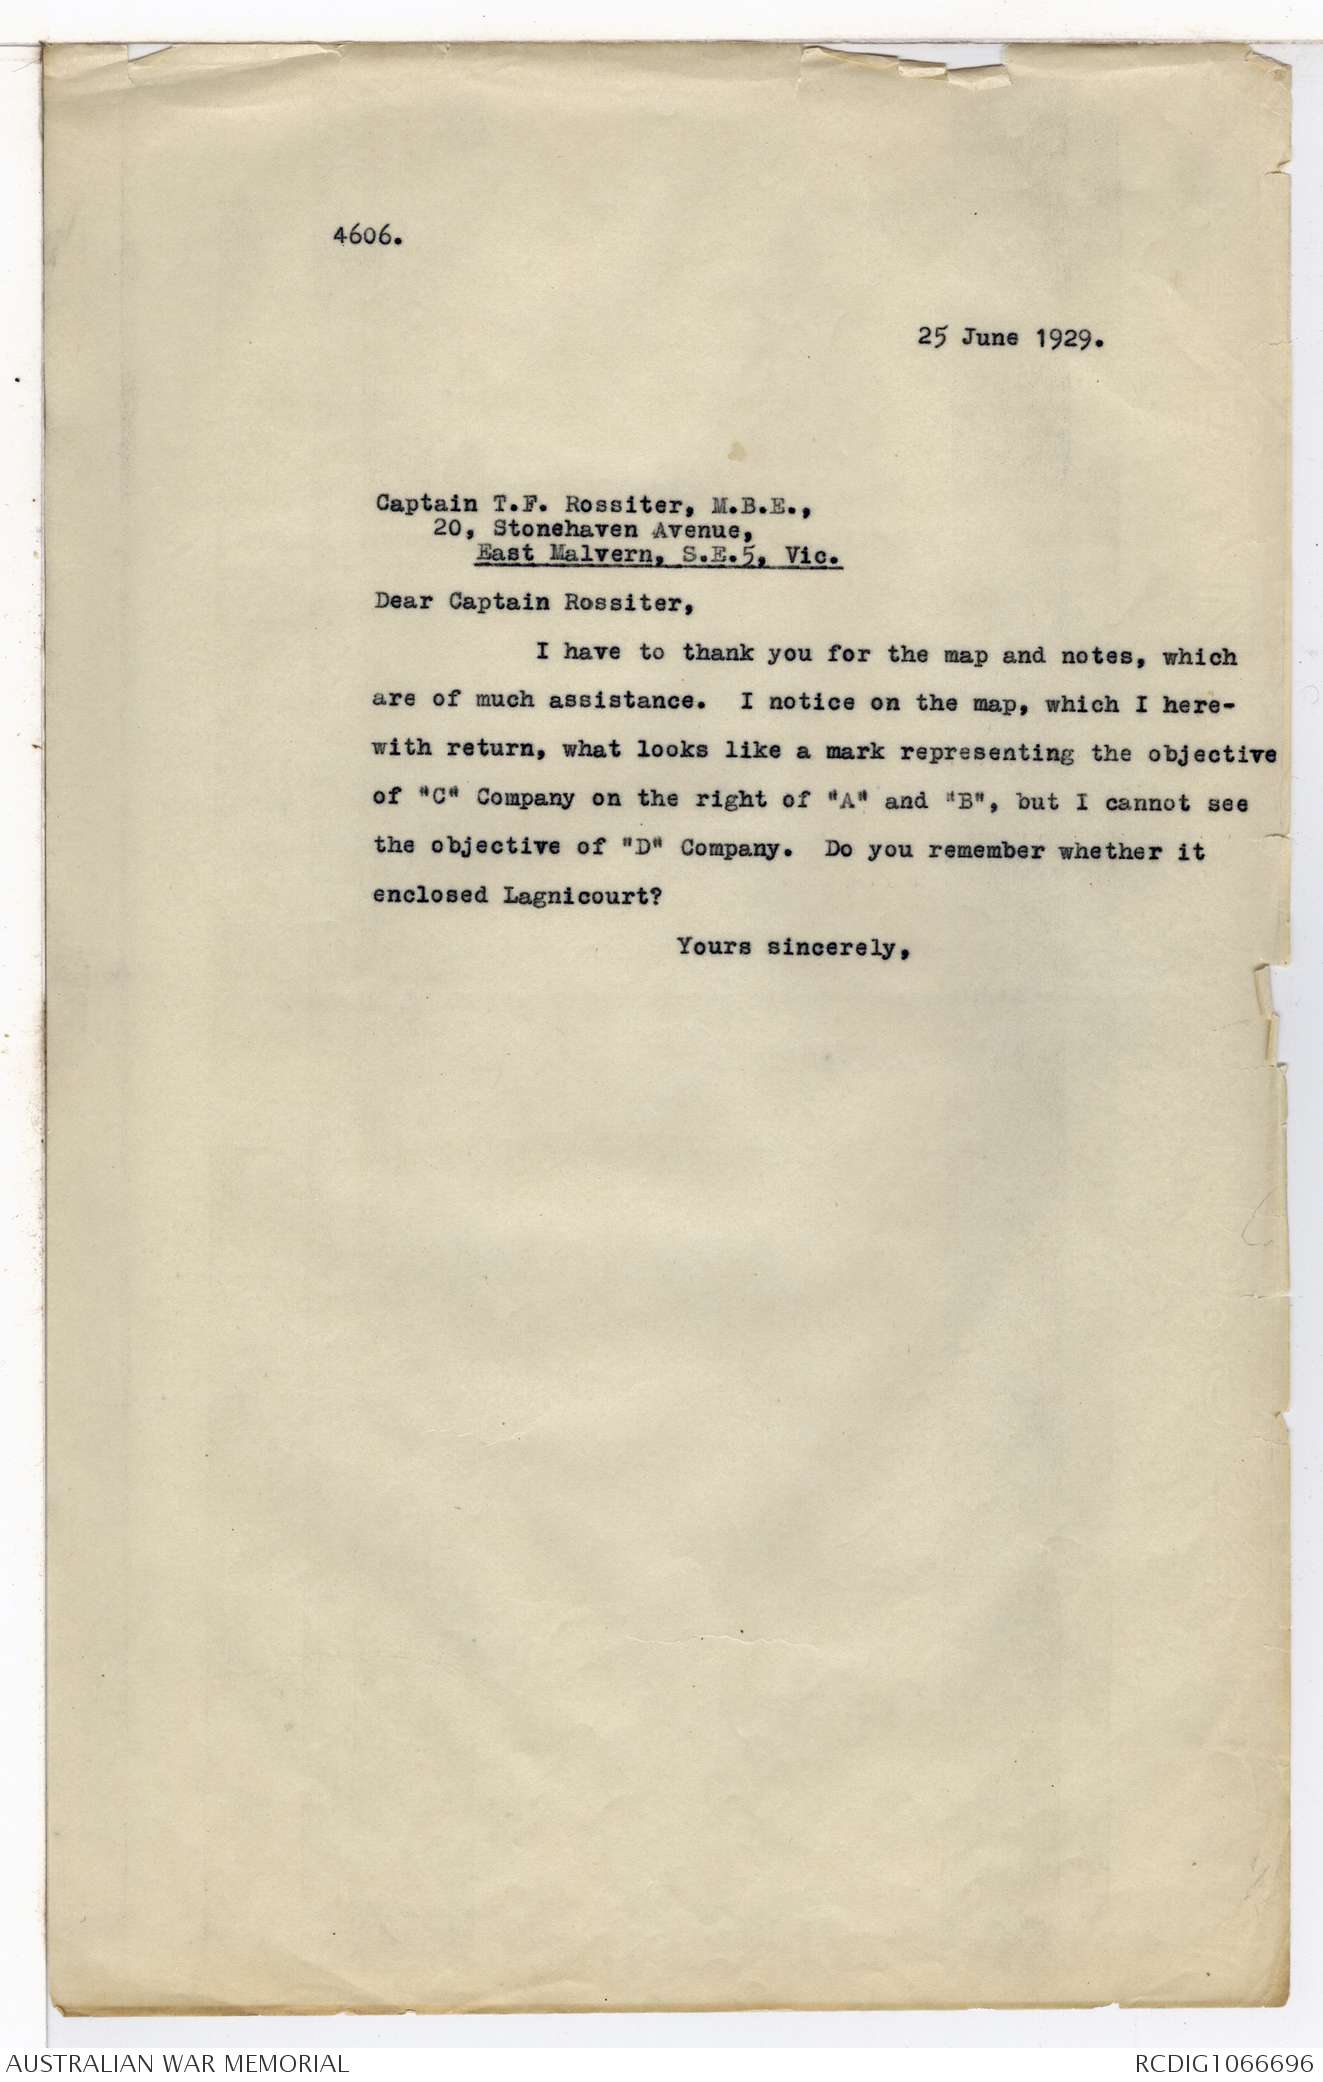 4606.
25 June 1929.
Captain T.F. Rossiter, M.B.E.,
20, Stonehaven Avenue,
East Malvern, S.E.5, Vic.
Dear Captain Rossiter,
I have to thank you for the map and notes, which
are of much assistance. I notice on the map, which I here-
with return, what looks like a mark representing the objective
of "C" Company on the right of "A" and "B", but I cannot see
the objective of "D" Company. Do you remember whether it
enclosed Lagnicourt?
Yours sincerely,
AUSTRALIAN WAR MEMORIAL
RCDIG1066696